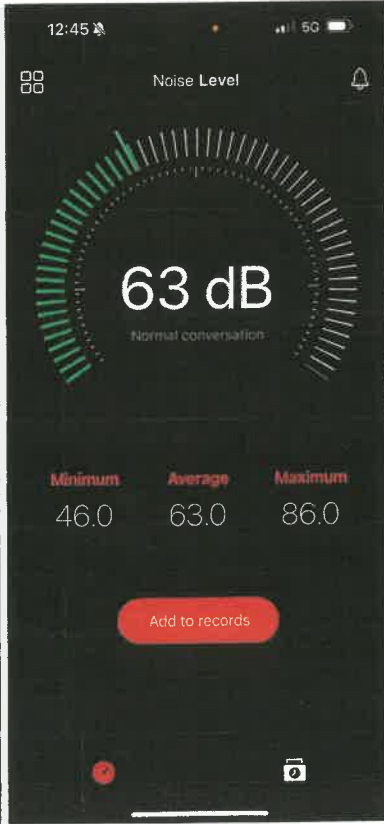 12:45 5G
Noise Level
63 dB
Normal conversation
Minimum Average Maximum
46.0 63.0 86.0
Add to records